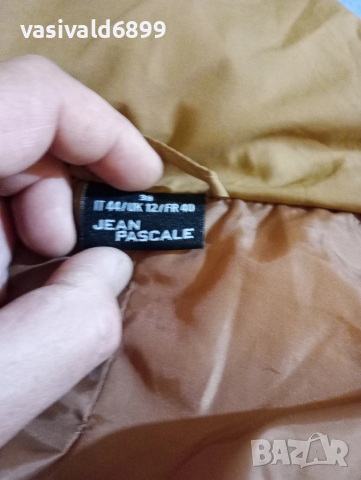 vasivald6899
38
IT 44/UK 12/FR 40
JEAN
PASCALE
BAZAR